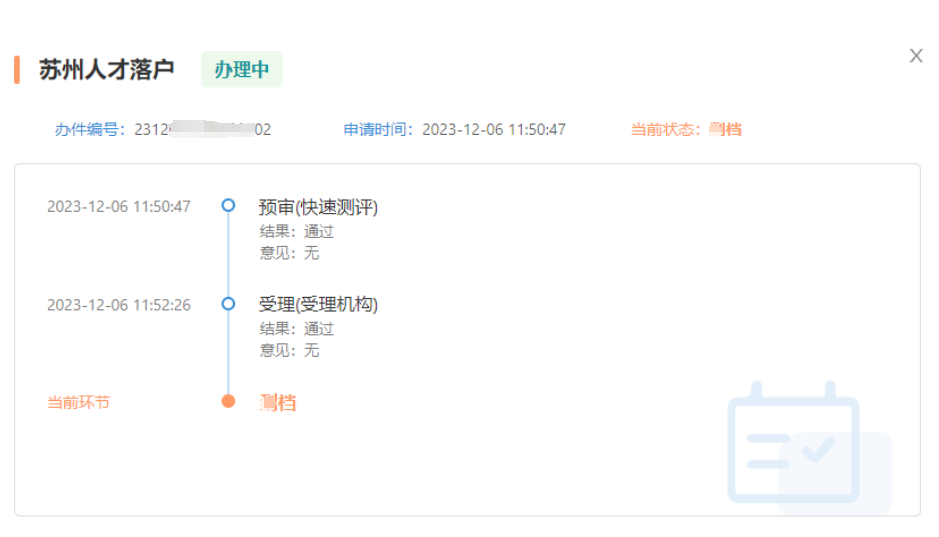 苏州人才落户 办理中 X
办件编号：2312 02 申请时间：2023-12-06 11:50:47 当前状态：档
2023-12-06 11:50:47 预审(快速测评)
结果：通过
意见：无
2023-12-06 11:52:26 受理(受理机构)
结果：通过
意见：无
当前环节 档